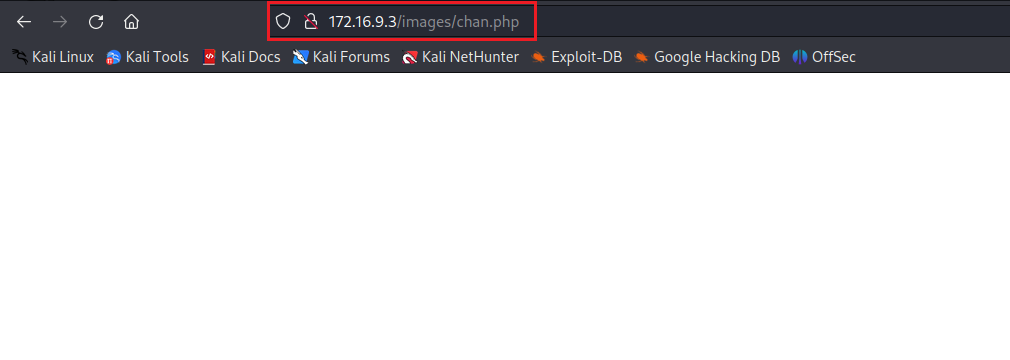 172.16.9.3/images/chan.php
Kali Linux Kali Tools Kali Docs Kali Forums Kali NetHunter Exploit-DB Google Hacking DB OffSec